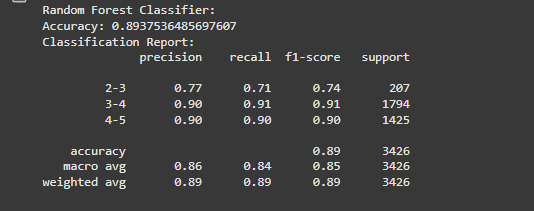 Random Forest Classifier:
Accuracy: 0.8937536485697607
Classification Report:
precision recall f1-score support
2-3 0.77 0.71 0.74 207
3-4 0.90 0.91 0.91 1794
4-5 0.90 0.90 0.90 1425
accuracy 0.89 3426
macro avg 0.86 0.84 0.85 3426
weighted avg 0.89 0.89 0.89 3426